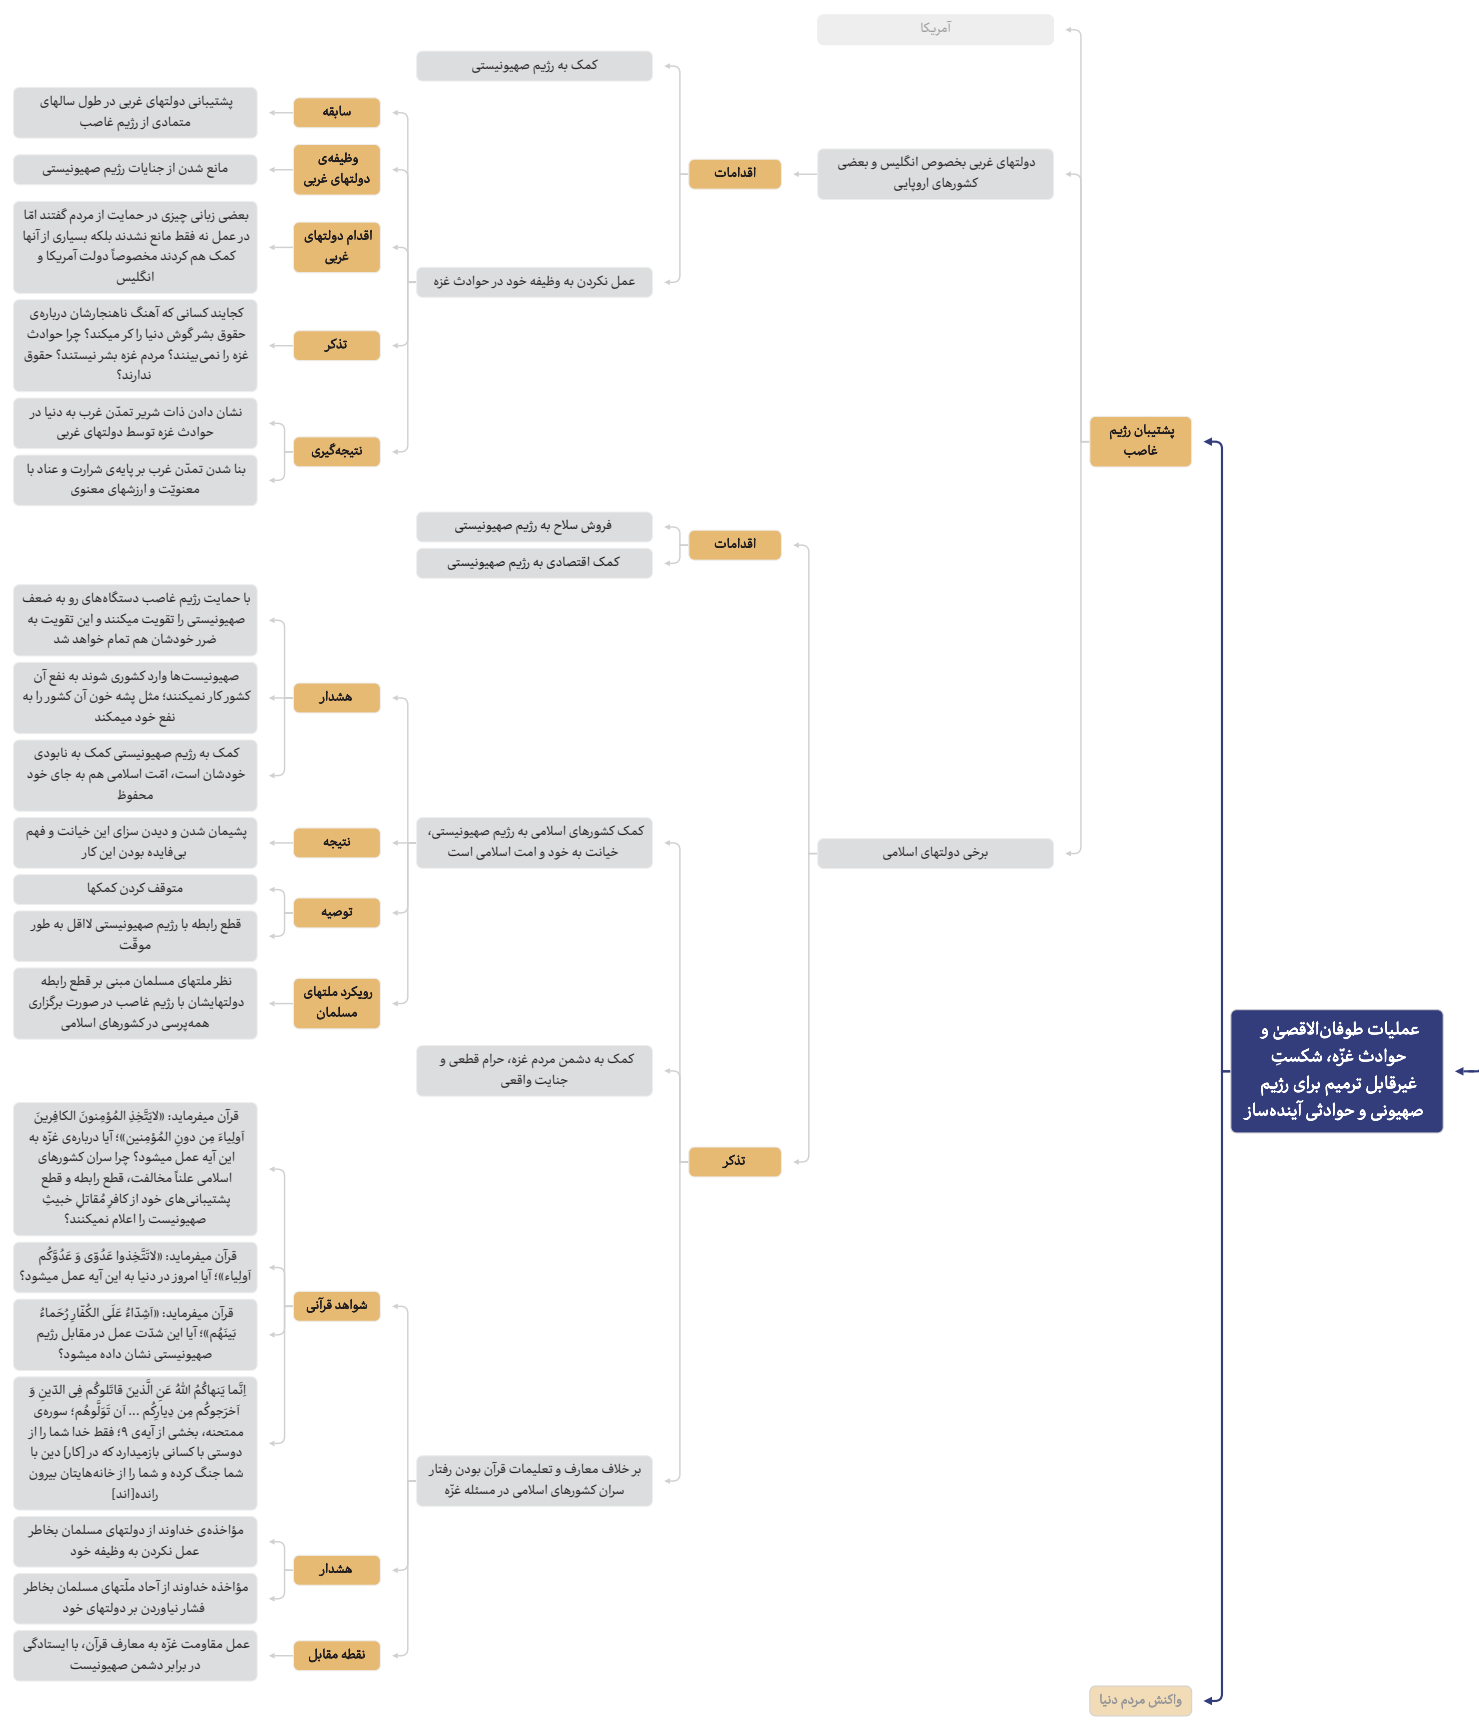 عملیات طوفان‌الاقصیٰ و
حوادث غزّه، شکستِ
غیرقابل ترمیم برای رژیم
صهیونی و حوادثی آینده‌ساز
پشتیبان رژیم
غاصب
آمریکا
دولتهای غربی بخصوص انگلیس و بعضی
کشورهای اروپایی
اقدامات
کمک به رژیم صهیونیستی
عمل نکردن به وظیفه خود در حوادث غزه
سابقه
پشتیبانی دولتهای غربی در طول سالهای
متمادی از رژیم غاصب
وظیفه‌ی
دولتهای غربی
مانع شدن از جنایات رژیم صهیونیستی
اقدام دولتهای
غربی
بعضی زبانی چیزی در حمایت از مردم گفتند امّا
در عمل نه فقط مانع نشدند بلکه بسیاری از آنها
کمک هم کردند مخصوصاً دولت آمریکا و
انگلیس
تذکر
کجایند کسانی که آهنگ ناهنجارشان درباره‌ی
حقوق بشر گوش دنیا را کر میکند؟ چرا حوادث
غزه را نمی‌بینند؟ مردم غزه بشر نیستند؟ حقوق
ندارند؟
نتیجه‌گیری
نشان دادن ذات شریر تمدّن غرب به دنیا در
حوادث غزه توسط دولتهای غربی
بنا شدن تمدّن غرب بر پایه‌ی شرارت و عناد با
معنویّت و ارزشهای معنوی
برخی دولتهای اسلامی
اقدامات
فروش سلاح به رژیم صهیونیستی
کمک اقتصادی به رژیم صهیونیستی
تذکر
کمک کشورهای اسلامی به رژیم صهیونیستی،
خیانت به خود و امت اسلامی است
هشدار
با حمایت رژیم غاصب دستگاه‌های رو به ضعف
صهیونیستی را تقویت میکنند و این تقویت به
ضرر خودشان هم تمام خواهد شد
صهیونیست‌ها وارد کشوری شوند به نفع آن
کشور کار نمیکنند؛ مثل پشه خون آن کشور را به
نفع خود میمکند
کمک به رژیم صهیونیستی کمک به نابودی
خودشان است، امّت اسلامی هم به جای خود
محفوظ
نتیجه
پشیمان شدن و دیدن سزای این خیانت و فهم
بی‌فایده بودن این کار
توصیه
متوقف کردن کمکها
قطع رابطه با رژیم صهیونیستی لااقل به طور
موقّت
رویکرد ملتهای
مسلمان
نظر ملتهای مسلمان مبنی بر قطع رابطه
دولتهایشان با رژیم غاصب در صورت برگزاری
همه‌پرسی در کشورهای اسلامی
کمک به دشمن مردم غزه، حرام قطعی و
جنایت واقعی
بر خلاف معارف و تعلیمات قرآن بودن رفتار
سران کشورهای اسلامی در مسئله غزّه
شواهد قرآنی
قرآن میفرماید: «لایَتَّخِذِ المُؤمِنونَ الکافِرینَ
اَولِیاءَ مِن دونِ المُؤمِنین»؛ آیا درباره‌ی غزّه به
این آیه عمل میشود؟ چرا سران کشورهای
اسلامی علناً مخالفت، قطع رابطه و قطع
پشتیبانی‌های خود از کافرِ مُقاتلِ خبیثِ
صهیونیست را اعلام نمیکنند؟
قرآن میفرماید: «لاتَتَّخِذوا عَدُوّی وَ عَدُوَّکُم
اَولِیاء»؛ آیا امروز در دنیا به این آیه عمل میشود؟
قرآن میفرماید: «اَشِدّاءُ عَلَی الکُفّارِ رُحَماءُ
بَینَهُم»؛ آیا این شدّت عمل در مقابل رژیم
صهیونیستی نشان داده میشود؟
اِنَّما یَنهاکُمُ اللهُ عَنِ الَّذینَ قاتَلوکُم فِی الدّینِ وَ
اَخرَجوکُم مِن دِیارِکُم ... اَن تَوَلَّوهُم؛ سوره‌ی
ممتحنه، بخشی از آیه‌ی ۹؛ فقط خدا شما را از
دوستی با کسانی بازمیدارد که در [کار] دین با
شما جنگ کرده و شما را از خانه‌هایتان بیرون
رانده[اند]
هشدار
مؤاخذه‌ی خداوند از دولتهای مسلمان بخاطر
عمل نکردن به وظیفه خود
مؤاخذه خداوند از آحاد ملّتهای مسلمان بخاطر
فشار نیاوردن بر دولتهای خود
نقطه مقابل
عمل مقاومت غزّه به معارف قرآن، با ایستادگی
در برابر دشمن صهیونیست
واکنش مردم دنیا